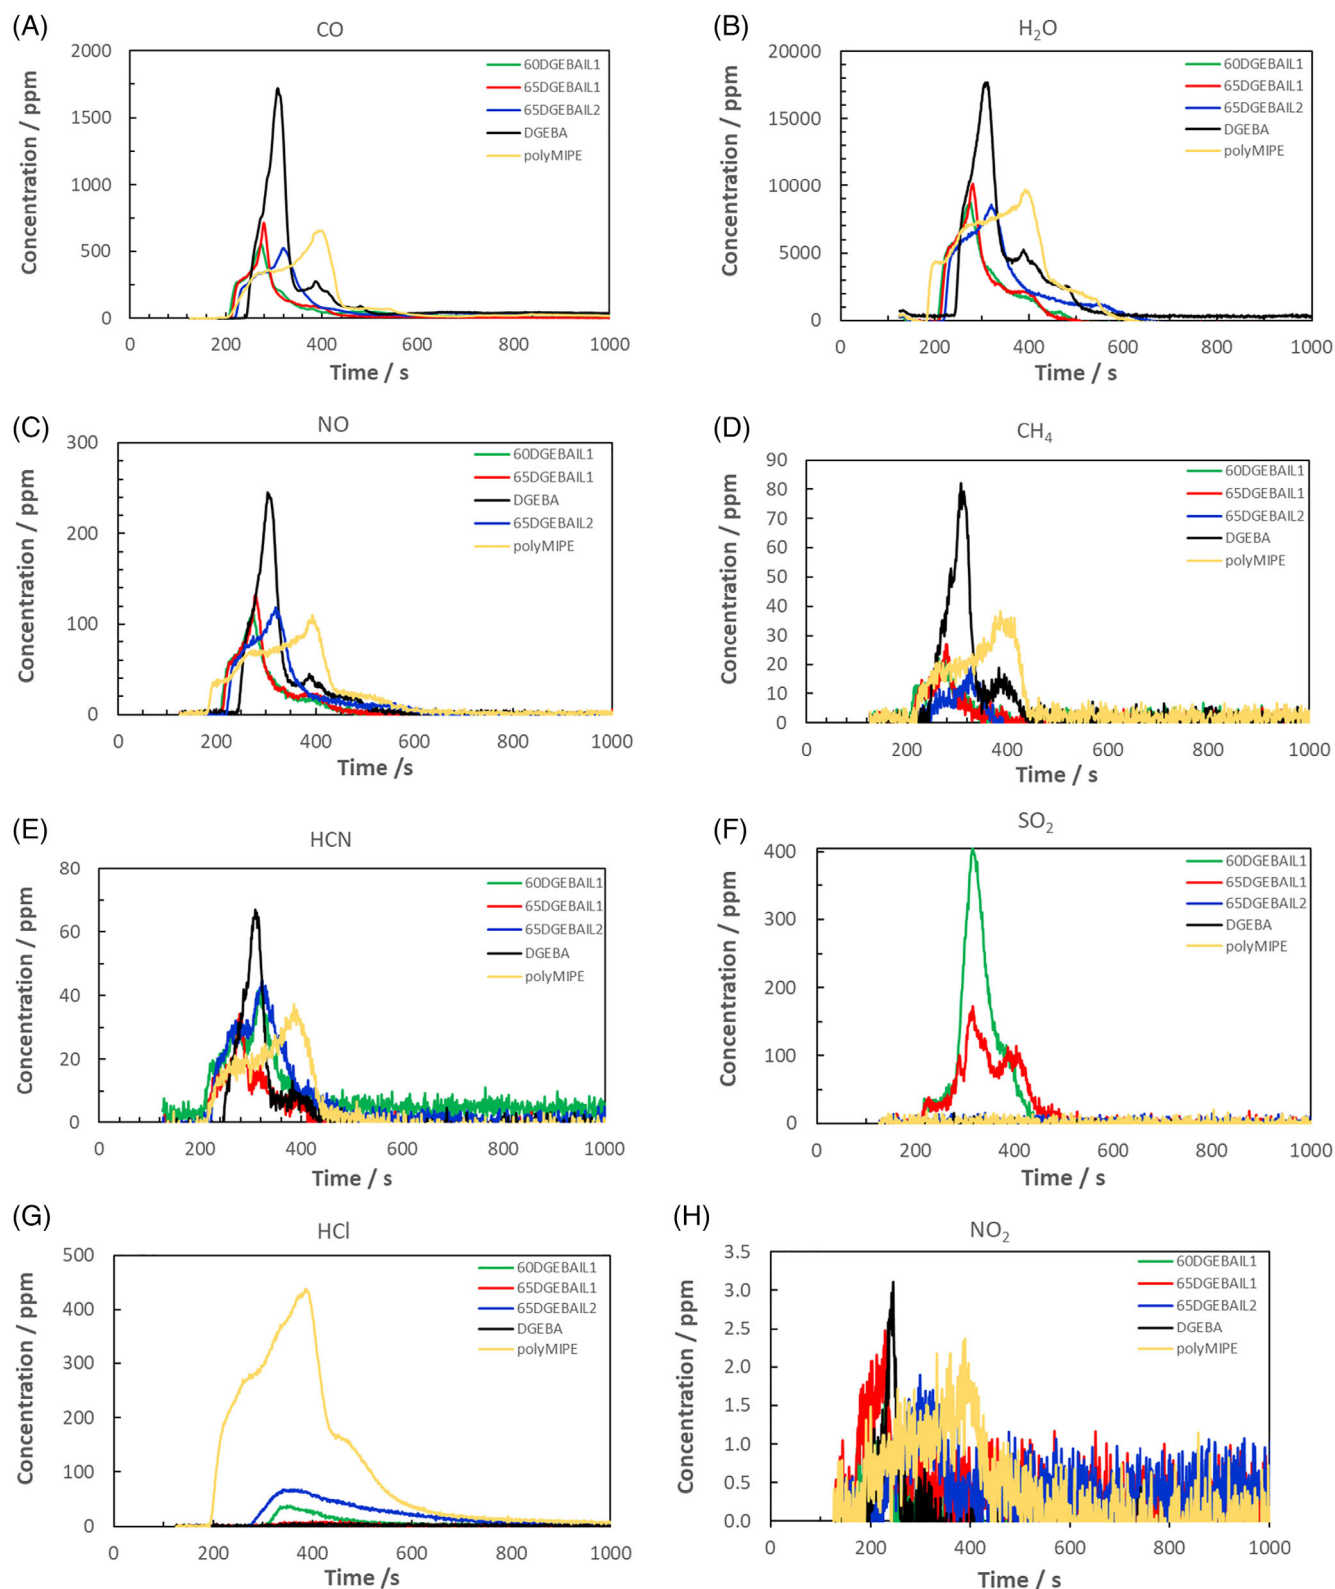 (A)
CO
Concentration / ppm
2000
1500
1000
500
0
0 200 400 600 800 1000
Time / s
60DGEBAIL1
65DGEBAIL1
65DGEBAIL2
DGEBA
polyMIPE
(B)
H₂O
Concentration / ppm
20000
15000
10000
5000
0
0 200 400 600 800 1000
Time / s
60DGEBAIL1
65DGEBAIL1
65DGEBAIL2
DGEBA
polyMIPE
(C)
NO
Concentration / ppm
300
200
100
0
0 200 400 600 800 1000
Time /s
60DGEBAIL1
65DGEBAIL1
DGEBA
65DGEBAIL2
polyMIPE
(D)
CH₄
Concentration / ppm
90
80
70
60
50
40
30
20
10
0
0 200 400 600 800 1000
Time / s
60DGEBAIL1
65DGEBAIL1
65DGEBAIL2
DGEBA
polyMIPE
(E)
HCN
Concentration / ppm
80
60
40
20
0
0 200 400 600 800 1000
Time / s
60DGEBAIL1
65DGEBAIL1
65DGEBAIL2
DGEBA
polyMIPE
(F)
SO₂
Concentration / ppm
400
300
200
100
0
0 200 400 600 800 1000
Time / s
60DGEBAIL1
65DGEBAIL1
65DGEBAIL2
DGEBA
polyMIPE
(G)
HCl
Concentration / ppm
500
400
300
200
100
0
0 200 400 600 800 1000
Time /s
60DGEBAIL1
65DGEBAIL1
65DGEBAIL2
DGEBA
polyMIPE
(H)
NO₂
Concentration / ppm
3.5
3.0
2.5
2.0
1.5
1.0
0.5
0.0
0 200 400 600 800 1000
Time / s
60DGEBAIL1
65DGEBAIL1
65DGEBAIL2
DGEBA
polyMIPE